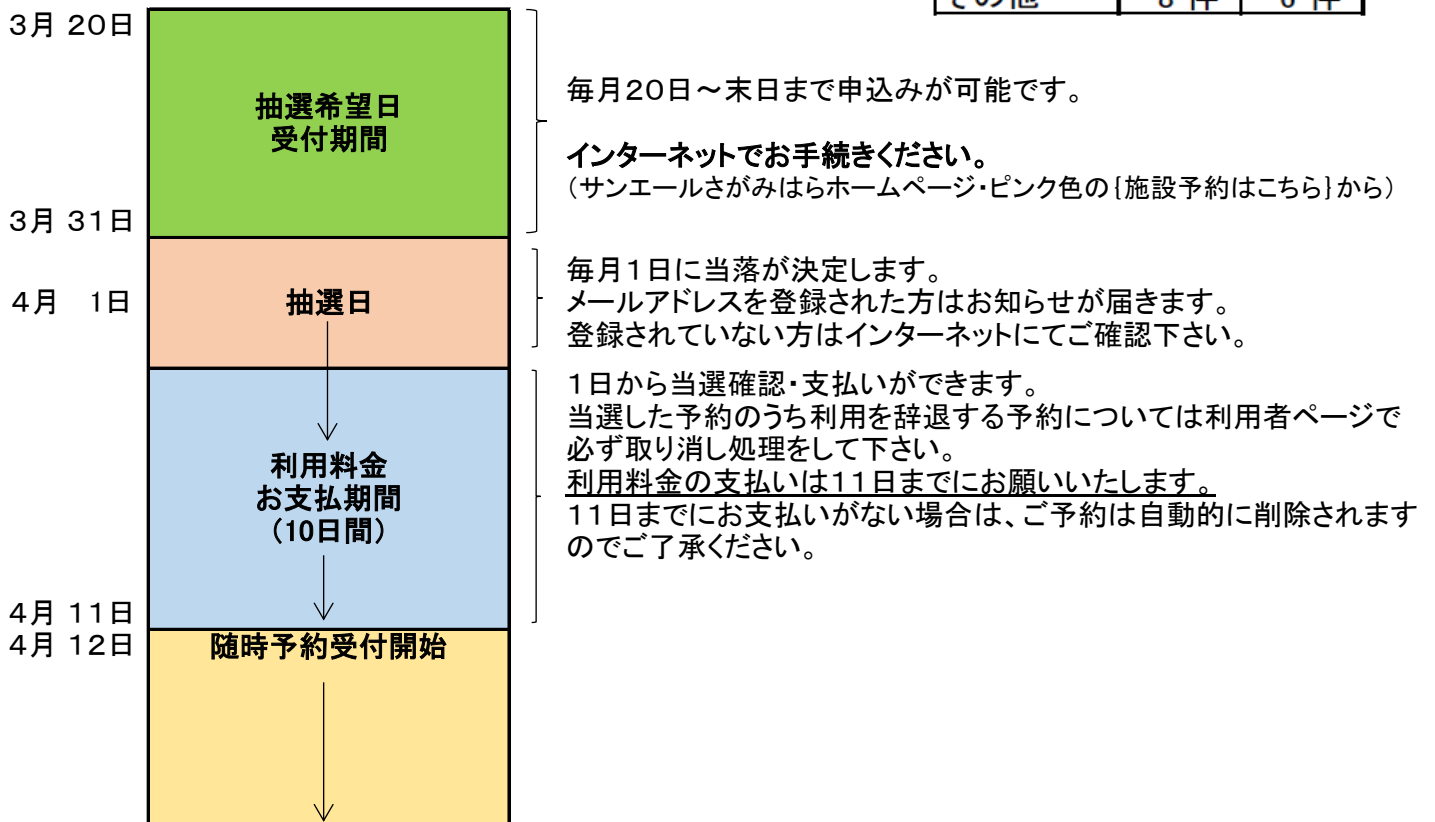 3月 20日
抽選希望日
受付期間
毎月20日～末日まで申込みが可能です。
インターネットでお手続きください。
（サンエールさがみはらホームページ・ピンク色の{施設予約はこちら}から）
3月 31日
4月　1日
抽選日
毎月1日に当落が決定します。
メールアドレスを登録された方はお知らせが届きます。
登録されていない方はインターネットにてご確認下さい。
1日から当選確認・支払いができます。
当選した予約のうち利用を辞退する予約については利用者ページで
必ず取り消し処理をして下さい。
利用料金の支払いは11日までにお願いいたします。
11日までにお支払いがない場合は、ご予約は自動的に削除されます
のでご了承ください。
利用料金
お支払期間
（10日間）
4月 11日
4月 12日
随時予約受付開始